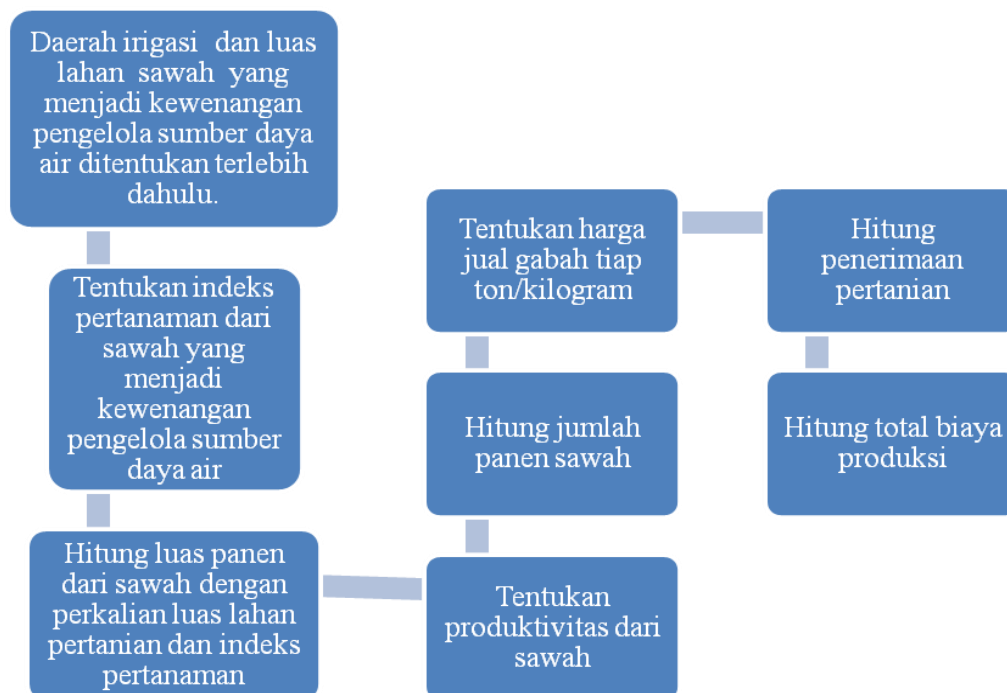 Daerah irigasi dan luas
lahan sawah yang
menjadi kewenangan
pengelola sumber daya
air ditentukan terlebih
dahulu.
Tentukan indeks
pertanaman dari
sawah yang
menjadi
kewenangan
pengelola sumber
daya air
Hitung luas panen
dari sawah dengan
perkalian luas lahan
pertanian dan indeks
pertanaman
Tentukan
produktivitas dari
sawah
Hitung jumlah
panen sawah
Tentukan harga
jual gabah tiap
ton/kilogram
Hitung
penerimaan
pertanian
Hitung total biaya
produksi